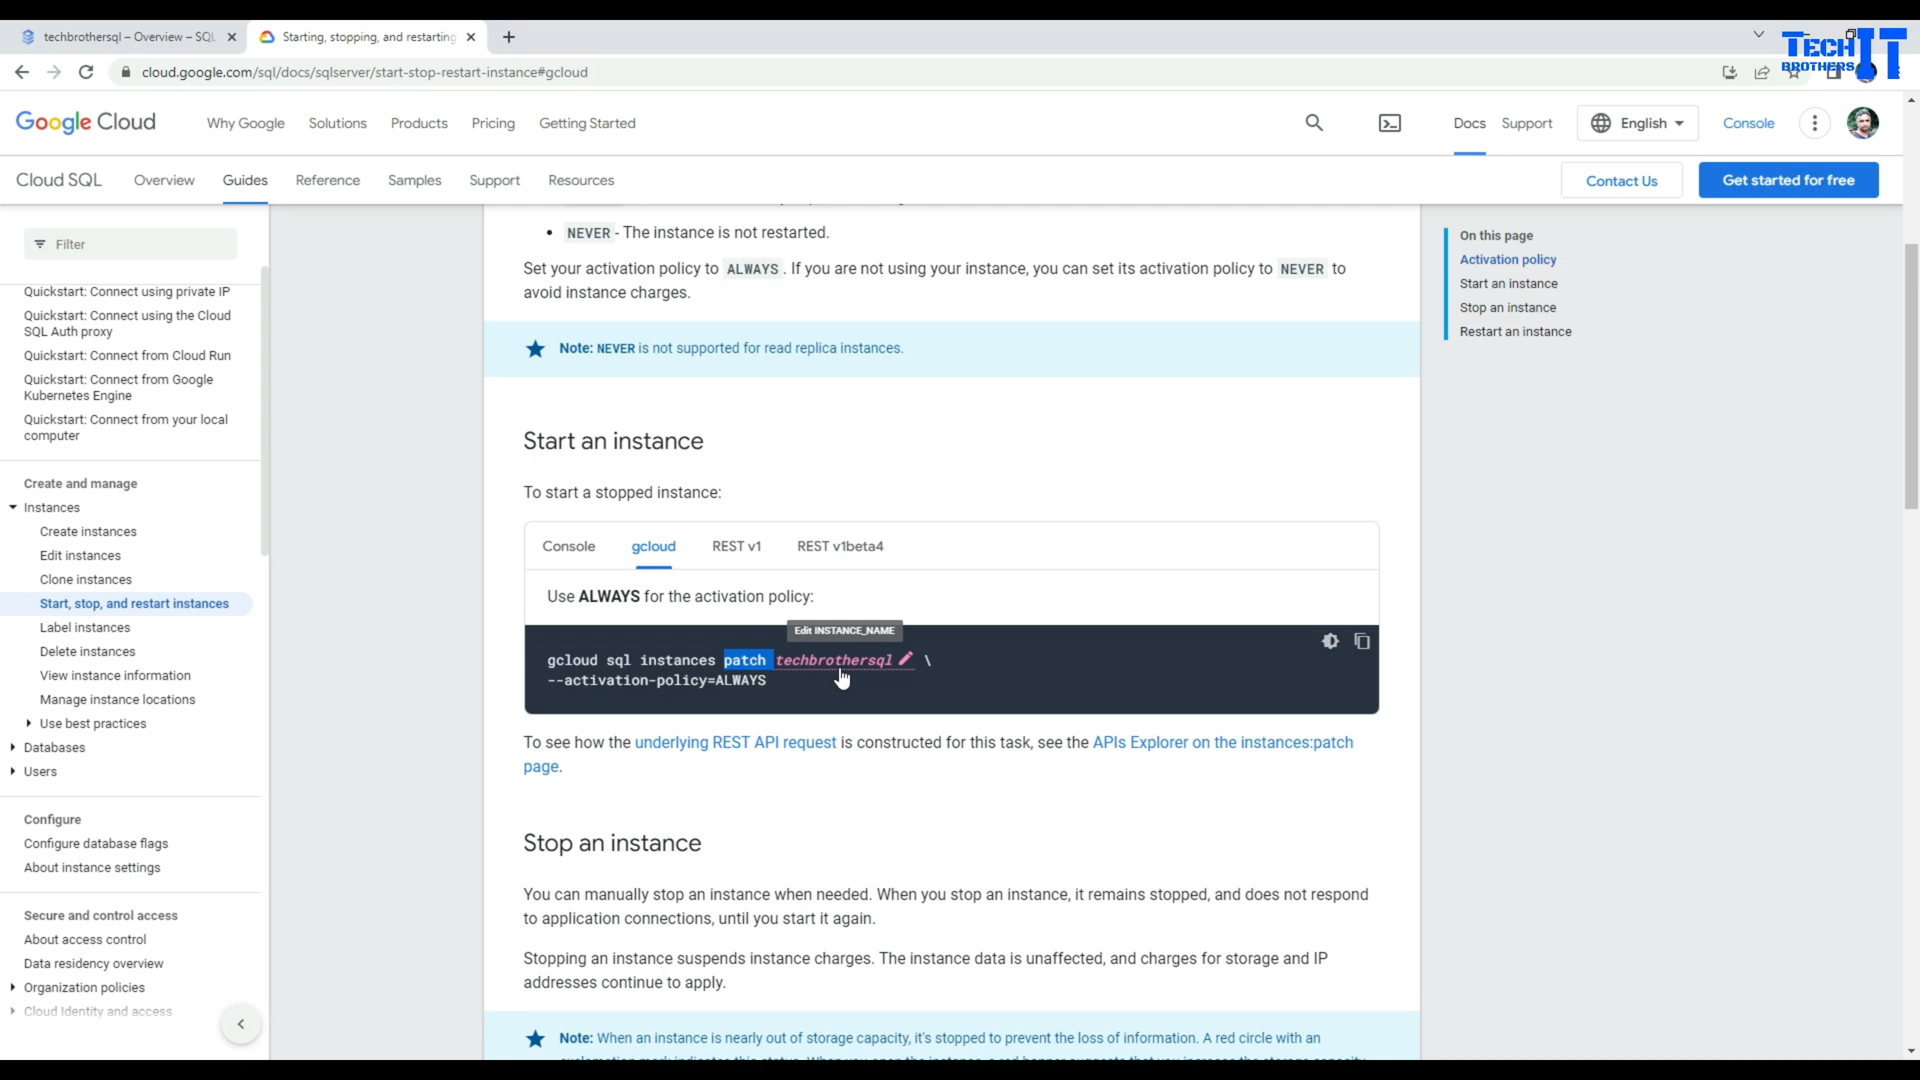 techbrothersql – Overview – SQL
Starting, stopping, and restarting
cloud.google.com/sql/docs/sqlserver/start-stop-restart-instance#gcloud
TECH
BROTHERS
IT
Google Cloud
Why Google
Solutions
Products
Pricing
Getting Started
Docs
Support
English
Console
Cloud SQL
Overview
Guides
Reference
Samples
Support
Resources
Contact Us
Get started for free
Filter
Quickstart: Connect using private IP
Quickstart: Connect using the Cloud
SQL Auth proxy
Quickstart: Connect from Cloud Run
Quickstart: Connect from Google
Kubernetes Engine
Quickstart: Connect from your local
computer
Create and manage
Instances
Create instances
Edit instances
Clone instances
Start, stop, and restart instances
Label instances
Delete instances
View instance information
Manage instance locations
Use best practices
Databases
Users
Configure
Configure database flags
About instance settings
Secure and control access
About access control
Data residency overview
Organization policies
Cloud Identity and access
• NEVER - The instance is not restarted.
Set your activation policy to ALWAYS. If you are not using your instance, you can set its activation policy to NEVER to
avoid instance charges.
Note: NEVER is not supported for read replica instances.
Start an instance
To start a stopped instance:
Console
gcloud
REST v1
REST v1beta4
Use ALWAYS for the activation policy:
Edit INSTANCE_NAME
gcloud sql instances patch techbrothersql \
--activation-policy=ALWAYS
To see how the underlying REST API request is constructed for this task, see the APIs Explorer on the instances:patch
page.
Stop an instance
You can manually stop an instance when needed. When you stop an instance, it remains stopped, and does not respond
to application connections, until you start it again.
Stopping an instance suspends instance charges. The instance data is unaffected, and charges for storage and IP
addresses continue to apply.
Note: When an instance is nearly out of storage capacity, it's stopped to prevent the loss of information. A red circle with an
On this page
Activation policy
Start an instance
Stop an instance
Restart an instance